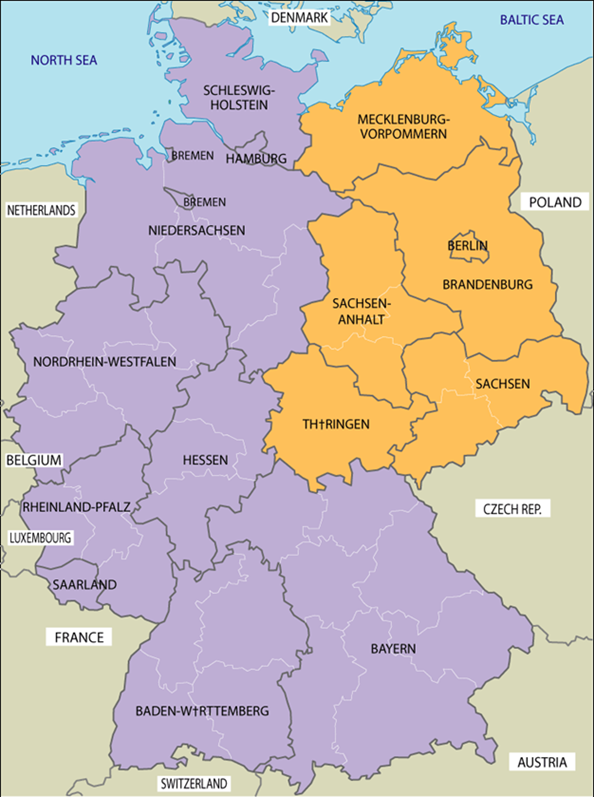 DENMARK
BALTIC SEA
NORTH SEA
SCHLESWIG-
HOLSTEIN
MECKLENBURG-
VORPOMMERN
BREMEN
HAMBURG
POLAND
NETHERLANDS
BREMEN
NIEDERSACHSEN
BERLIN
BRANDENBURG
SACHSEN-
ANHALT
NORDRHEIN-WESTFALEN
SACHSEN
TH†RINGEN
BELGIUM
HESSEN
RHEINLAND-PFALZ
CZECH REP.
LUXEMBOURG
SAARLAND
FRANCE
BAYERN
BADEN-W†RTTEMBERG
AUSTRIA
SWITZERLAND